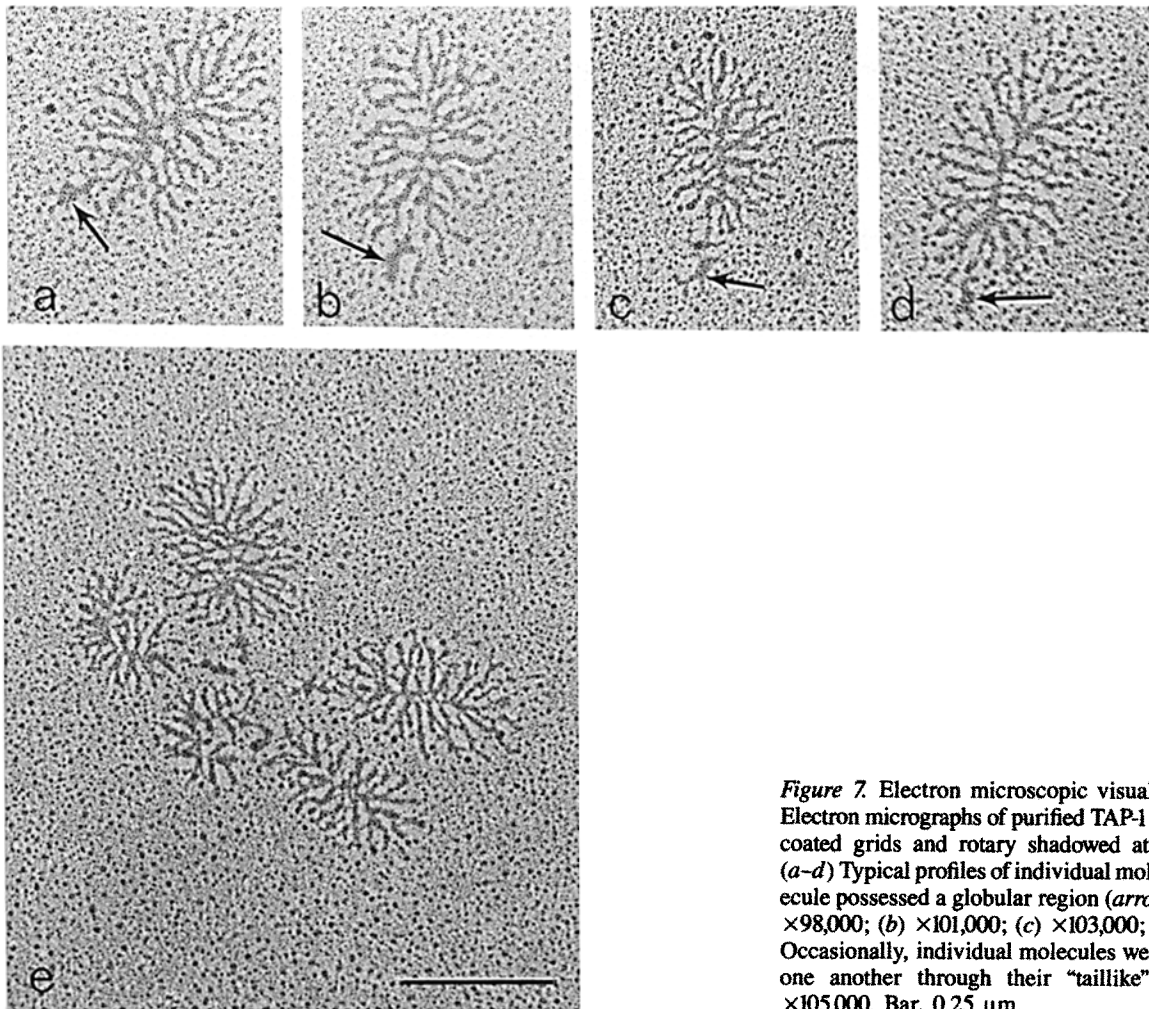 a
b
c
d
e
Figure 7. Electron microscopic visual
Electron micrographs of purified TAP-1
coated grids and rotary shadowed at
(a–d) Typical profiles of individual mol
ecule possessed a globular region (arro
×98,000; (b) ×101,000; (c) ×103,000;
Occasionally, individual molecules we
one another through their “taillike”
×105,000. Bar, 0.25 μm